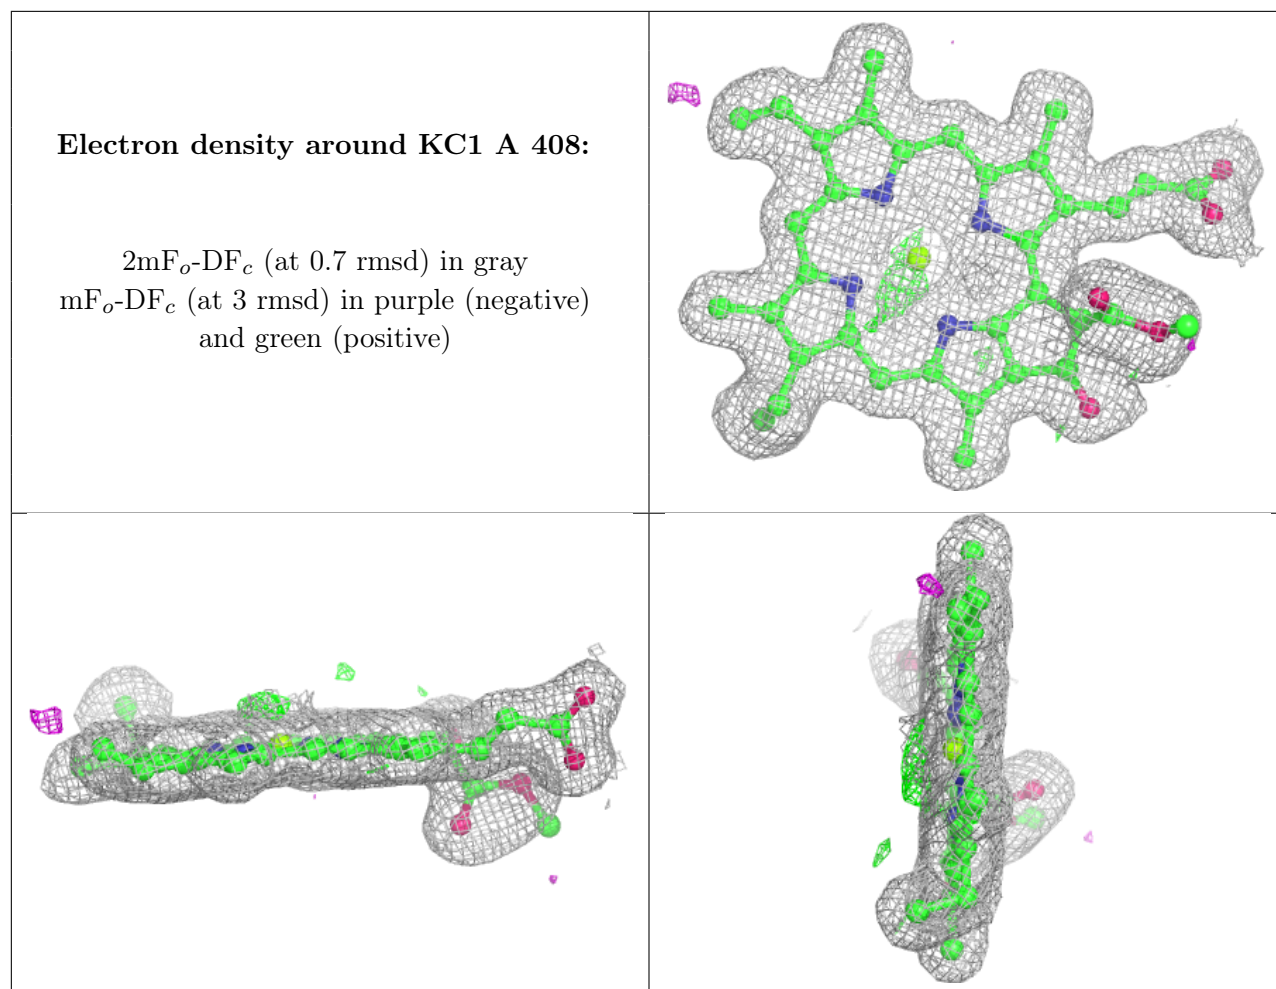 Electron density around KC1 A 408:
2mFo-DFc (at 0.7 rmsd) in gray
mFo-DFc (at 3 rmsd) in purple (negative)
and green (positive)